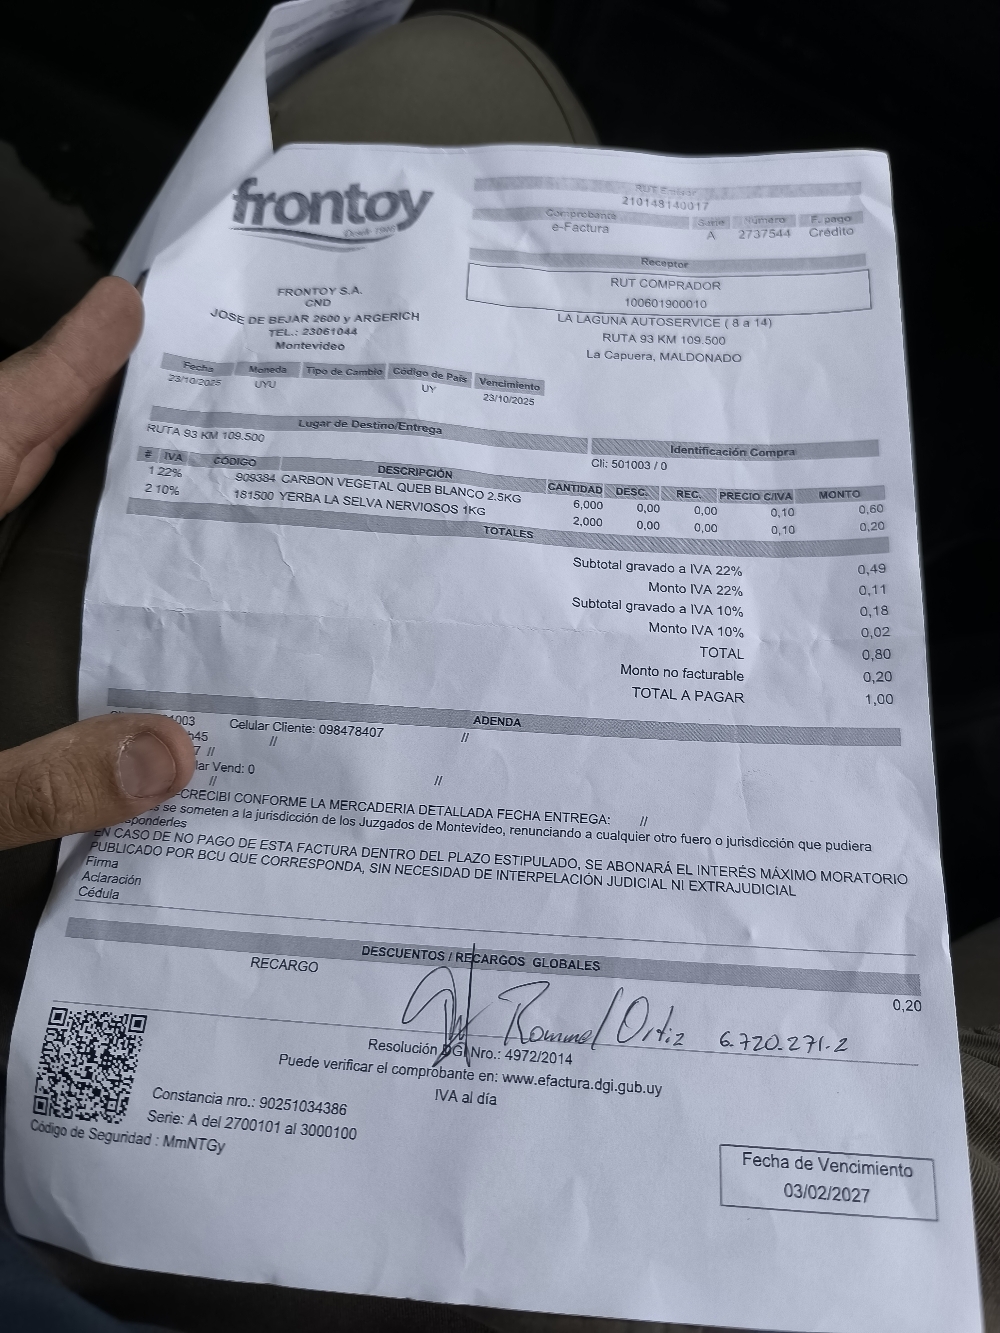 frontoy
Desde 1986
RUT Emisor
210148140017
Comprobante Serie Número F. pago
e-Factura A 2737544 Crédito
Receptor
RUT COMPRADOR
100601900010
LA LAGUNA AUTOSERVICE ( 8 a 14)
RUTA 93 KM 109.500
La Capuera, MALDONADO
FRONTOY S.A.
CND
JOSE DE BEJAR 2600 y ARGERICH
TEL.: 23061044
Montevideo
Fecha Moneda Tipo de Cambio Código de País Vencimiento
23/10/2025 UYU UY 23/10/2025
Lugar de Destino/Entrega Identificación Compra
RUTA 93 KM 109.500 Cli: 501003 / 0
# IVA CÓDIGO DESCRIPCIÓN CANTIDAD DESC. REC. PRECIO C/IVA MONTO
1 22% 909384 CARBON VEGETAL QUEB BLANCO 2.5KG 6,000 0,00 0,00 0,10 0,60
2 10% 181500 YERBA LA SELVA NERVIOSOS 1KG 2,000 0,00 0,00 0,10 0,20
TOTALES
Subtotal gravado a IVA 22% 0,49
Monto IVA 22% 0,11
Subtotal gravado a IVA 10% 0,18
Monto IVA 10% 0,02
TOTAL 0,80
Monto no facturable 0,20
TOTAL A PAGAR 1,00
ADENDA
1003 Celular Cliente: 098478407 //
h45 //
7 //
lar Vend: 0 //
//
CRECIBI CONFORME LA MERCADERIA DETALLADA FECHA ENTREGA: //
se someten a la jurisdicción de los Juzgados de Montevideo, renunciando a cualquier otro fuero o jurisdicción que pudiera
sponderles
EN CASO DE NO PAGO DE ESTA FACTURA DENTRO DEL PLAZO ESTIPULADO, SE ABONARÁ EL INTERÉS MÁXIMO MORATORIO
PUBLICADO POR BCU QUE CORRESPONDA, SIN NECESIDAD DE INTERPELACIÓN JUDICIAL NI EXTRAJUDICIAL
Firma
Aclaración
Cédula
DESCUENTOS / RECARGOS GLOBALES
RECARGO 0,20
Rommel Ortiz 6.720.271.2
Resolución DGI Nro.: 4972/2014
Puede verificar el comprobante en: www.efactura.dgi.gub.uy
IVA al día
Constancia nro.: 90251034386
Serie: A del 2700101 al 3000100
Código de Seguridad : MmNTGy
Fecha de Vencimiento
03/02/2027